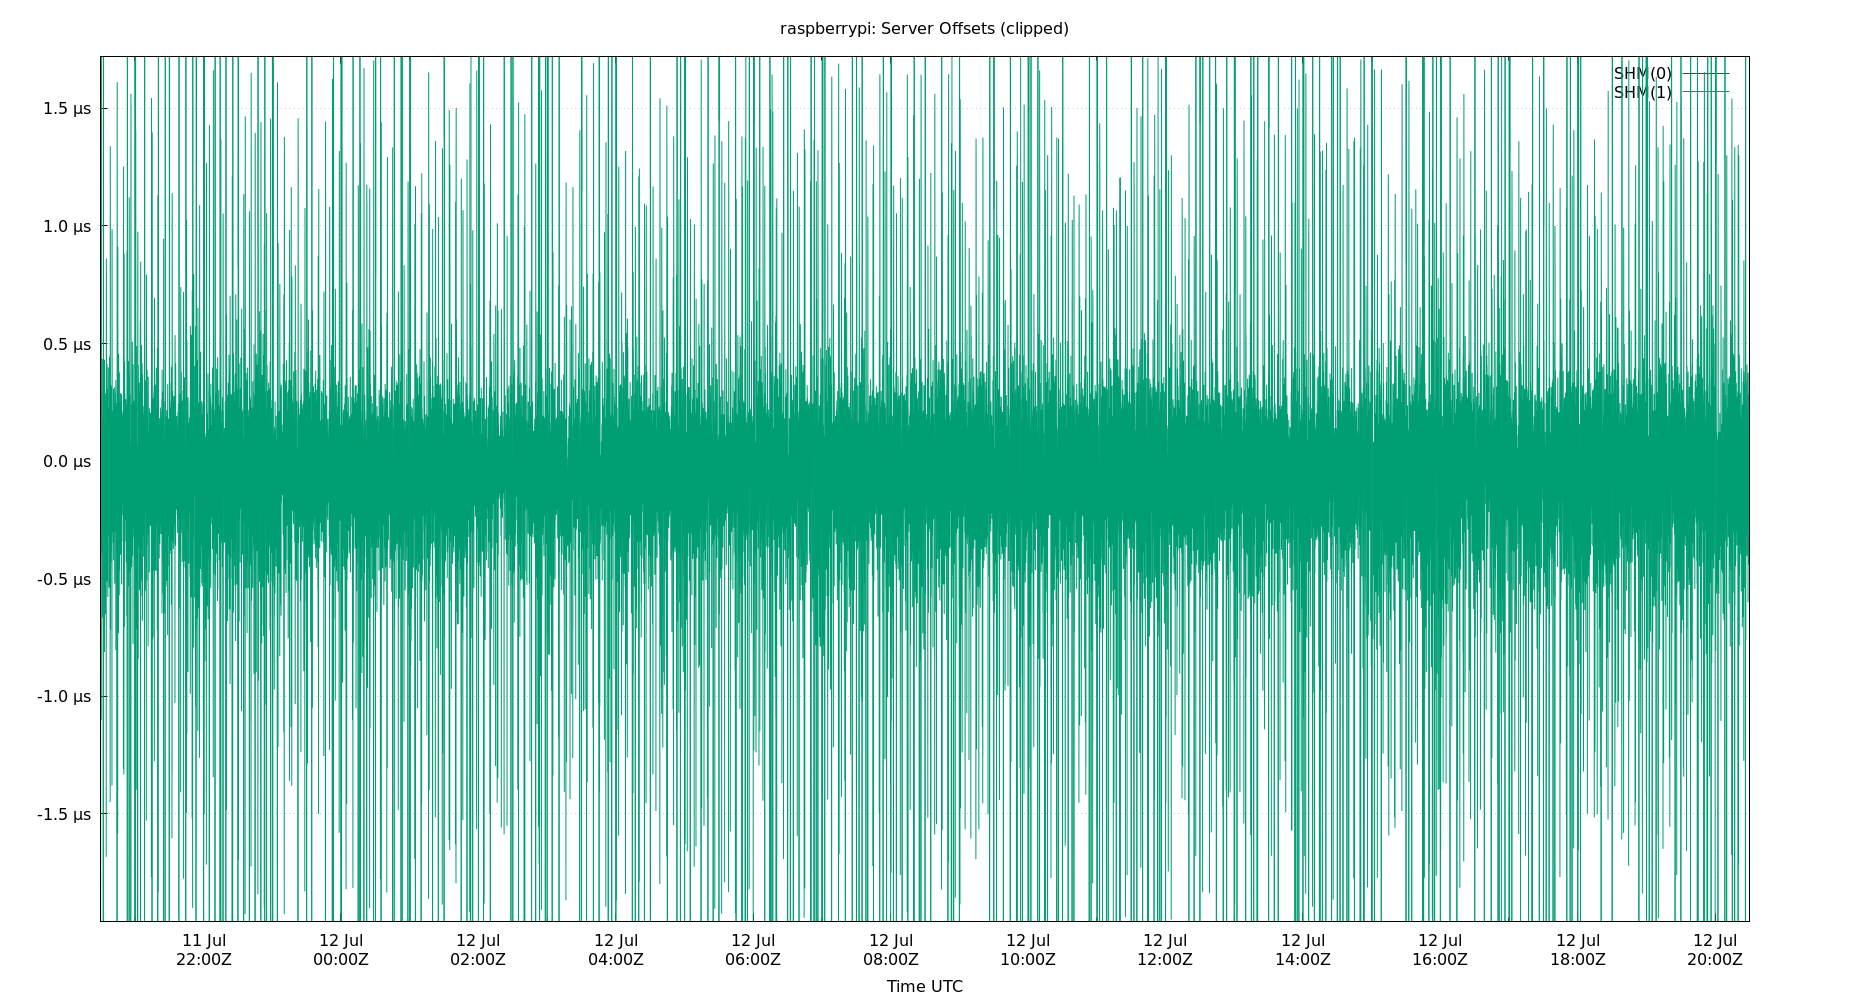 raspberrypi: Server Offsets (clipped)
SHM(0)
SHM(1)
1.5 µs
1.0 µs
0.5 µs
0.0 µs
-0.5 µs
-1.0 µs
-1.5 µs
11 Jul 12 Jul 12 Jul 12 Jul 12 Jul 12 Jul 12 Jul 12 Jul 12 Jul 12 Jul 12 Jul 12 Jul
22:00Z 00:00Z 02:00Z 04:00Z 06:00Z 08:00Z 10:00Z 12:00Z 14:00Z 16:00Z 18:00Z 20:00Z
Time UTC